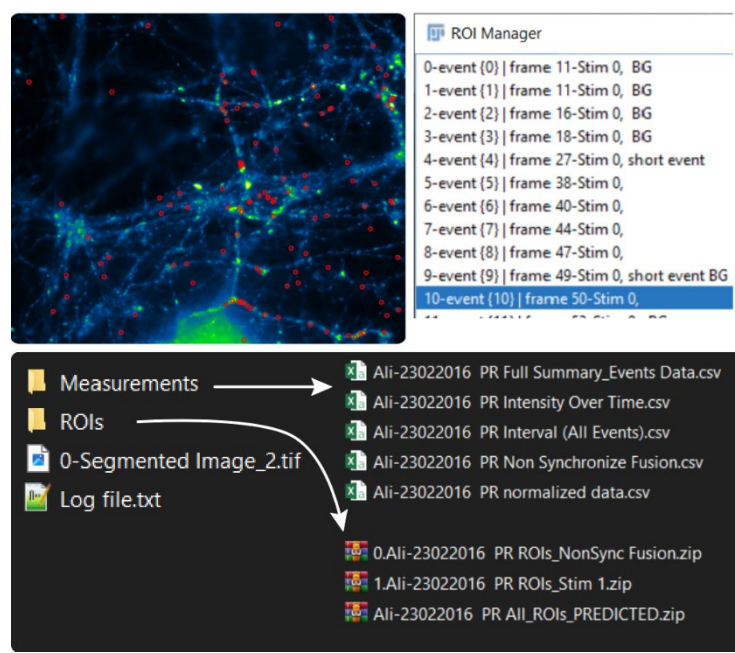 ROI Manager
0-event {0} | frame 11-Stim 0, BG
1-event {1} | frame 11-Stim 0, BG
2-event {2} | frame 16-Stim 0, BG
3-event {3} | frame 18-Stim 0, BG
4-event {4} | frame 27-Stim 0, short event
5-event {5} | frame 38-Stim 0,
6-event {6} | frame 40-Stim 0,
7-event {7} | frame 44-Stim 0,
8-event {8} | frame 47-Stim 0,
9-event {9} | frame 49-Stim 0, short event BG
10-event {10} | frame 50-Stim 0,
Measurements
ROIs
0-Segmented Image_2.tif
Log file.txt
Ali-23022016 PR Full Summary_Events Data.csv
Ali-23022016 PR Intensity Over Time.csv
Ali-23022016 PR Interval (All Events).csv
Ali-23022016 PR Non Synchronize Fusion.csv
Ali-23022016 PR normalized data.csv
0.Ali-23022016 PR ROIs_NonSync Fusion.zip
1.Ali-23022016 PR ROIs_Stim 1.zip
Ali-23022016 PR All_ROIs_PREDICTED.zip